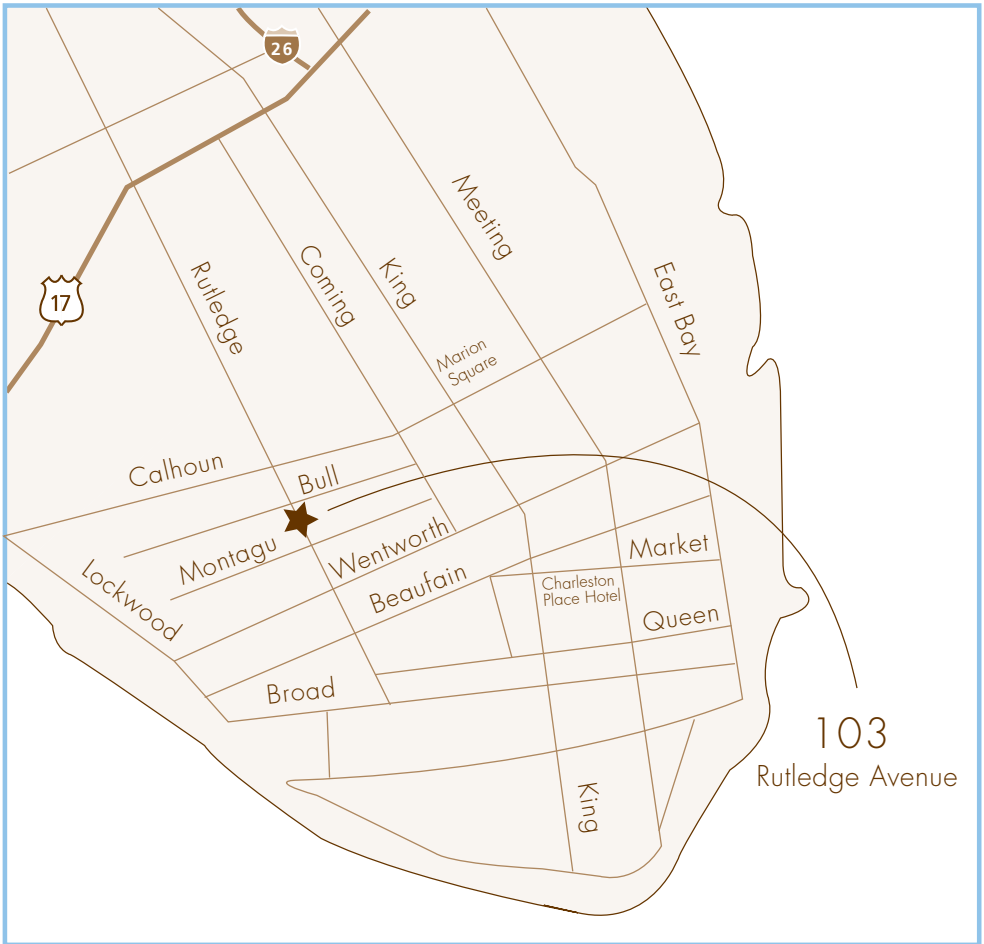 26
Meeting
17
Rutledge
Coming
King
East Bay
Marion
Square
Calhoun
Bull
Montagu
Wentworth
Market
Lockwood
Beaufain
Charleston
Place Hotel
Queen
Broad
103
Rutledge Avenue
King